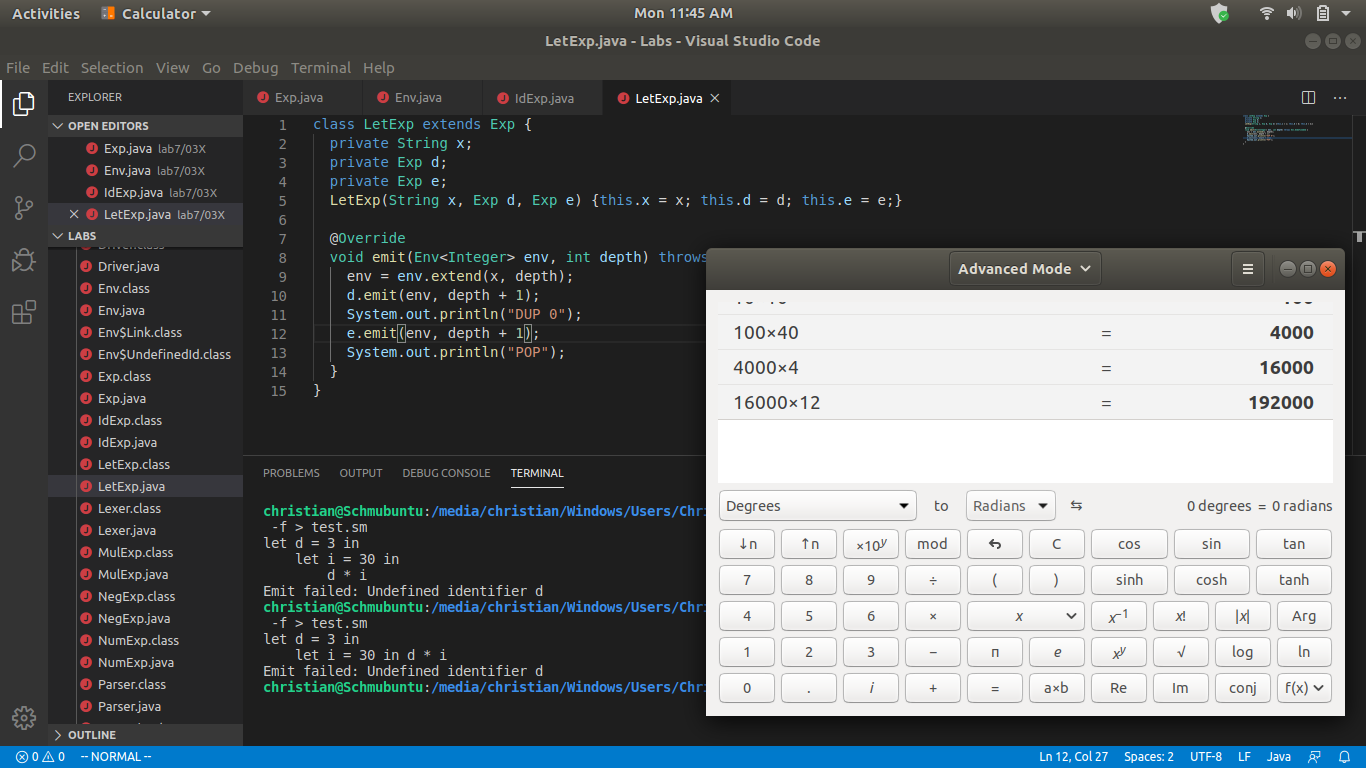 Activities Calculator Mon 11:45 AM
LetExp.java - Labs - Visual Studio Code
File Edit Selection View Go Debug Terminal Help
EXPLORER
OPEN EDITORS
Exp.java lab7/03X
Env.java lab7/03X
IdExp.java lab7/03X
LetExp.java lab7/03X
LABS
Driver.class
Driver.java
Env.class
Env.java
Env$Link.class
Env$UndefinedId.class
Exp.class
Exp.java
IdExp.class
IdExp.java
LetExp.class
LetExp.java
Lexer.class
Lexer.java
MulExp.class
MulExp.java
NegExp.class
NegExp.java
NumExp.class
NumExp.java
Parser.class
Parser.java
OUTLINE
Exp.java Env.java IdExp.java LetExp.java
1 class LetExp extends Exp {
2 private String x;
3 private Exp d;
4 private Exp e;
5 LetExp(String x, Exp d, Exp e) {this.x = x; this.d = d; this.e = e;}
6
7 @Override
8 void emit(Env<Integer> env, int depth) throws
9 env = env.extend(x, depth);
10 d.emit(env, depth + 1);
11 System.out.println("DUP 0");
12 e.emit(env, depth + 1);
13 System.out.println("POP");
14 }
15 }
PROBLEMS OUTPUT DEBUG CONSOLE TERMINAL
christian@Schmubuntu:/media/christian/Windows/Users/Chr
-f > test.sm
let d = 3 in
let i = 30 in
d * i
Emit failed: Undefined identifier d
christian@Schmubuntu:/media/christian/Windows/Users/Chr
-f > test.sm
let d = 3 in
let i = 30 in d * i
Emit failed: Undefined identifier d
christian@Schmubuntu:/media/christian/Windows/Users/Chr
Advanced Mode
100×40 = 4000
4000×4 = 16000
16000×12 = 192000
Degrees to Radians 0 degrees = 0 radians
↓n ↑n ×10^y mod C cos sin tan
7 8 9 ÷ ( ) sinh cosh tanh
4 5 6 × x x⁻¹ x! |x| Arg
1 2 3 − π e x^y √ log ln
0 . i + = a×b Re Im conj f(x)
0 0 -- NORMAL -- Ln 12, Col 27 Spaces: 2 UTF-8 LF Java